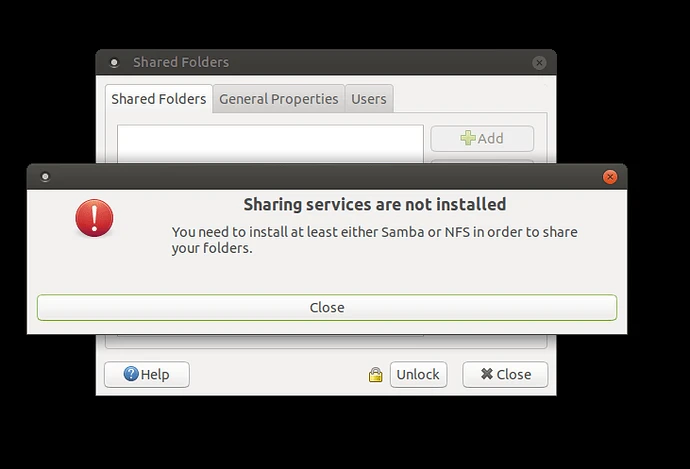 Shared Folders
Shared Folders General Properties Users
Add
Sharing services are not installed
You need to install at least either Samba or NFS in order to share
your folders.
Close
Help Unlock Close